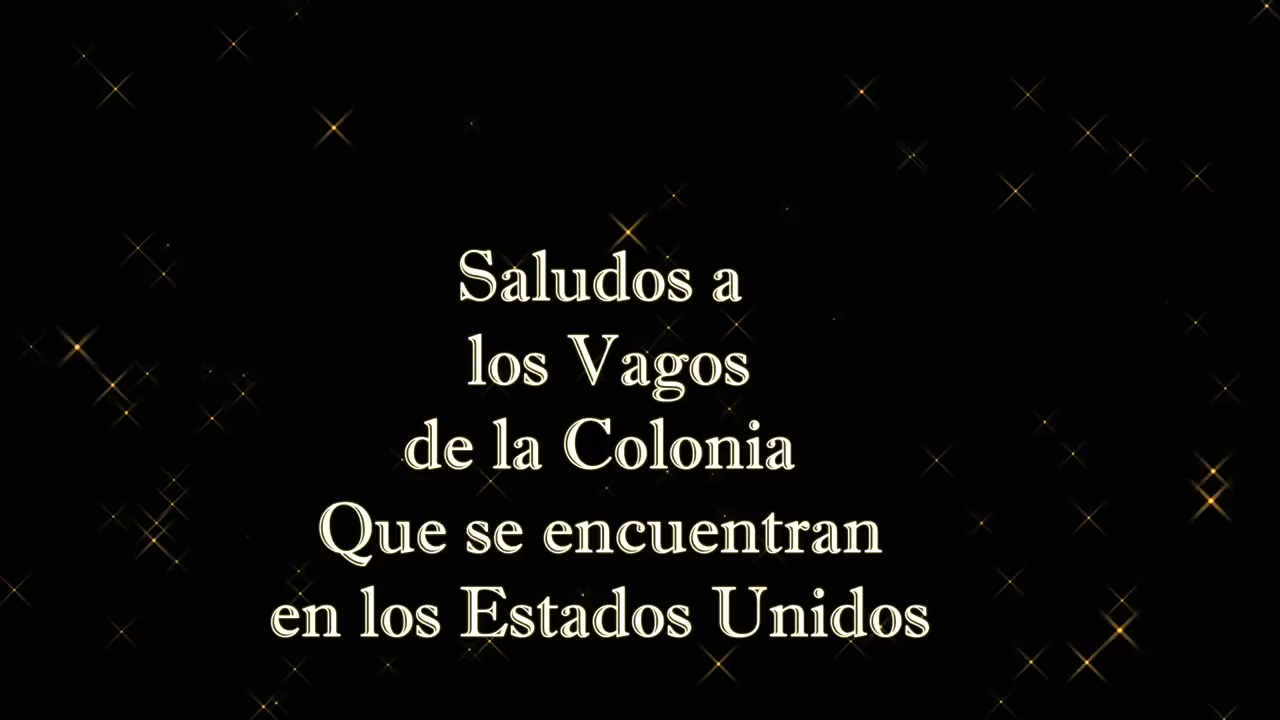 Saludos a
los Vagos
de la Colonia
Que se encuentran
en los Estados Unidos